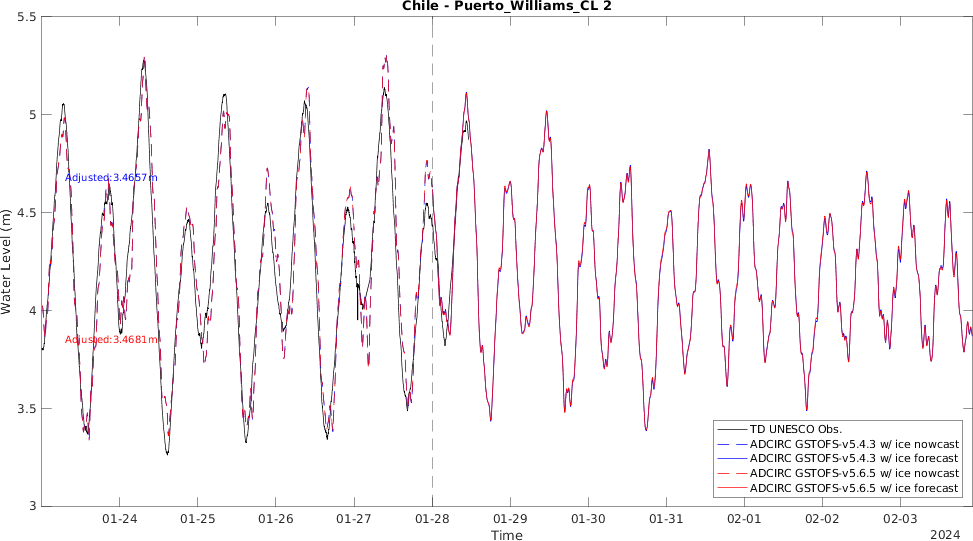 Chile - Puerto_Williams_CL 2
5.5
5
4.5
4
3.5
3
Water Level (m)
Adjusted:3.4657m
Adjusted:3.4681m
TD UNESCO Obs.
ADCIRC GSTOFS-v5.4.3 w/ ice nowcast
ADCIRC GSTOFS-v5.4.3 w/ ice forecast
ADCIRC GSTOFS-v5.6.5 w/ ice nowcast
ADCIRC GSTOFS-v5.6.5 w/ ice forecast
01-24 01-25 01-26 01-27 01-28 01-29 01-30 01-31 02-01 02-02 02-03
Time
2024